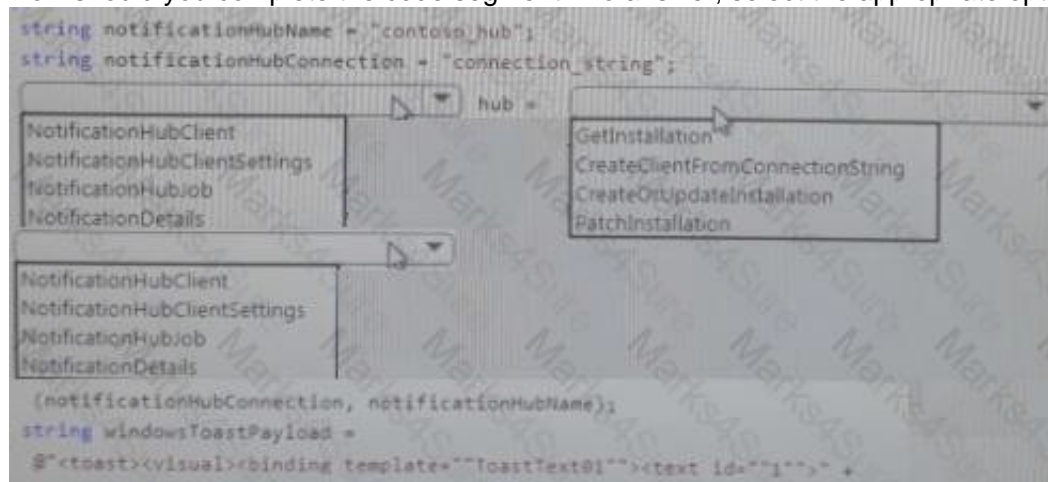 string notificationHubName = "contoso_hub";
string notificationHubConnection = "connection_string";
hub =
NotificationHubClient
NotificationHubClientSettings
NotificationHubJob
NotificationDetails
GetInstallation
CreateClientFromConnectionString
CreateOrUpdateInstallation
PatchInstallation
NotificationHubClient
NotificationHubClientSettings
NotificationHubJob
NotificationDetails
(notificationHubConnection, notificationHubName);
string windowsToastPayload =
@"<toast><visual><binding template=""ToastText01""><text id=""1"">" +
Marks4Sure